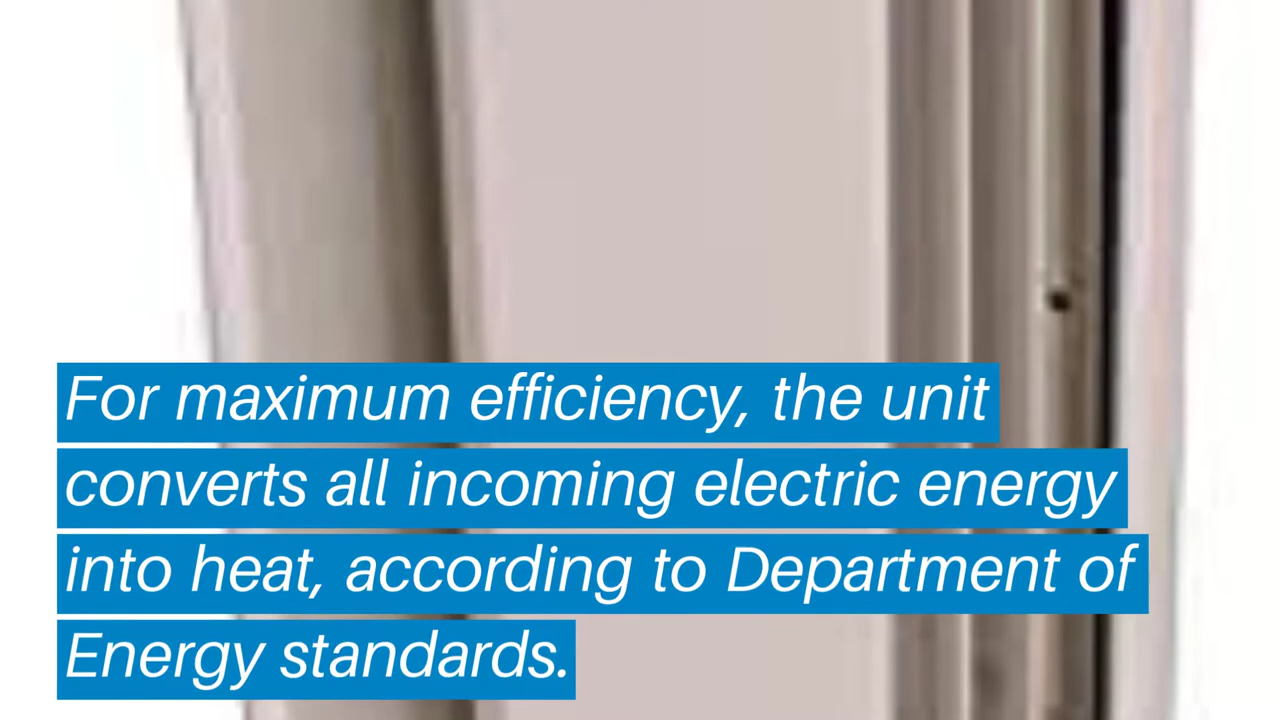 For maximum efficiency, the unit
converts all incoming electric energy
into heat, according to Department of
Energy standards.